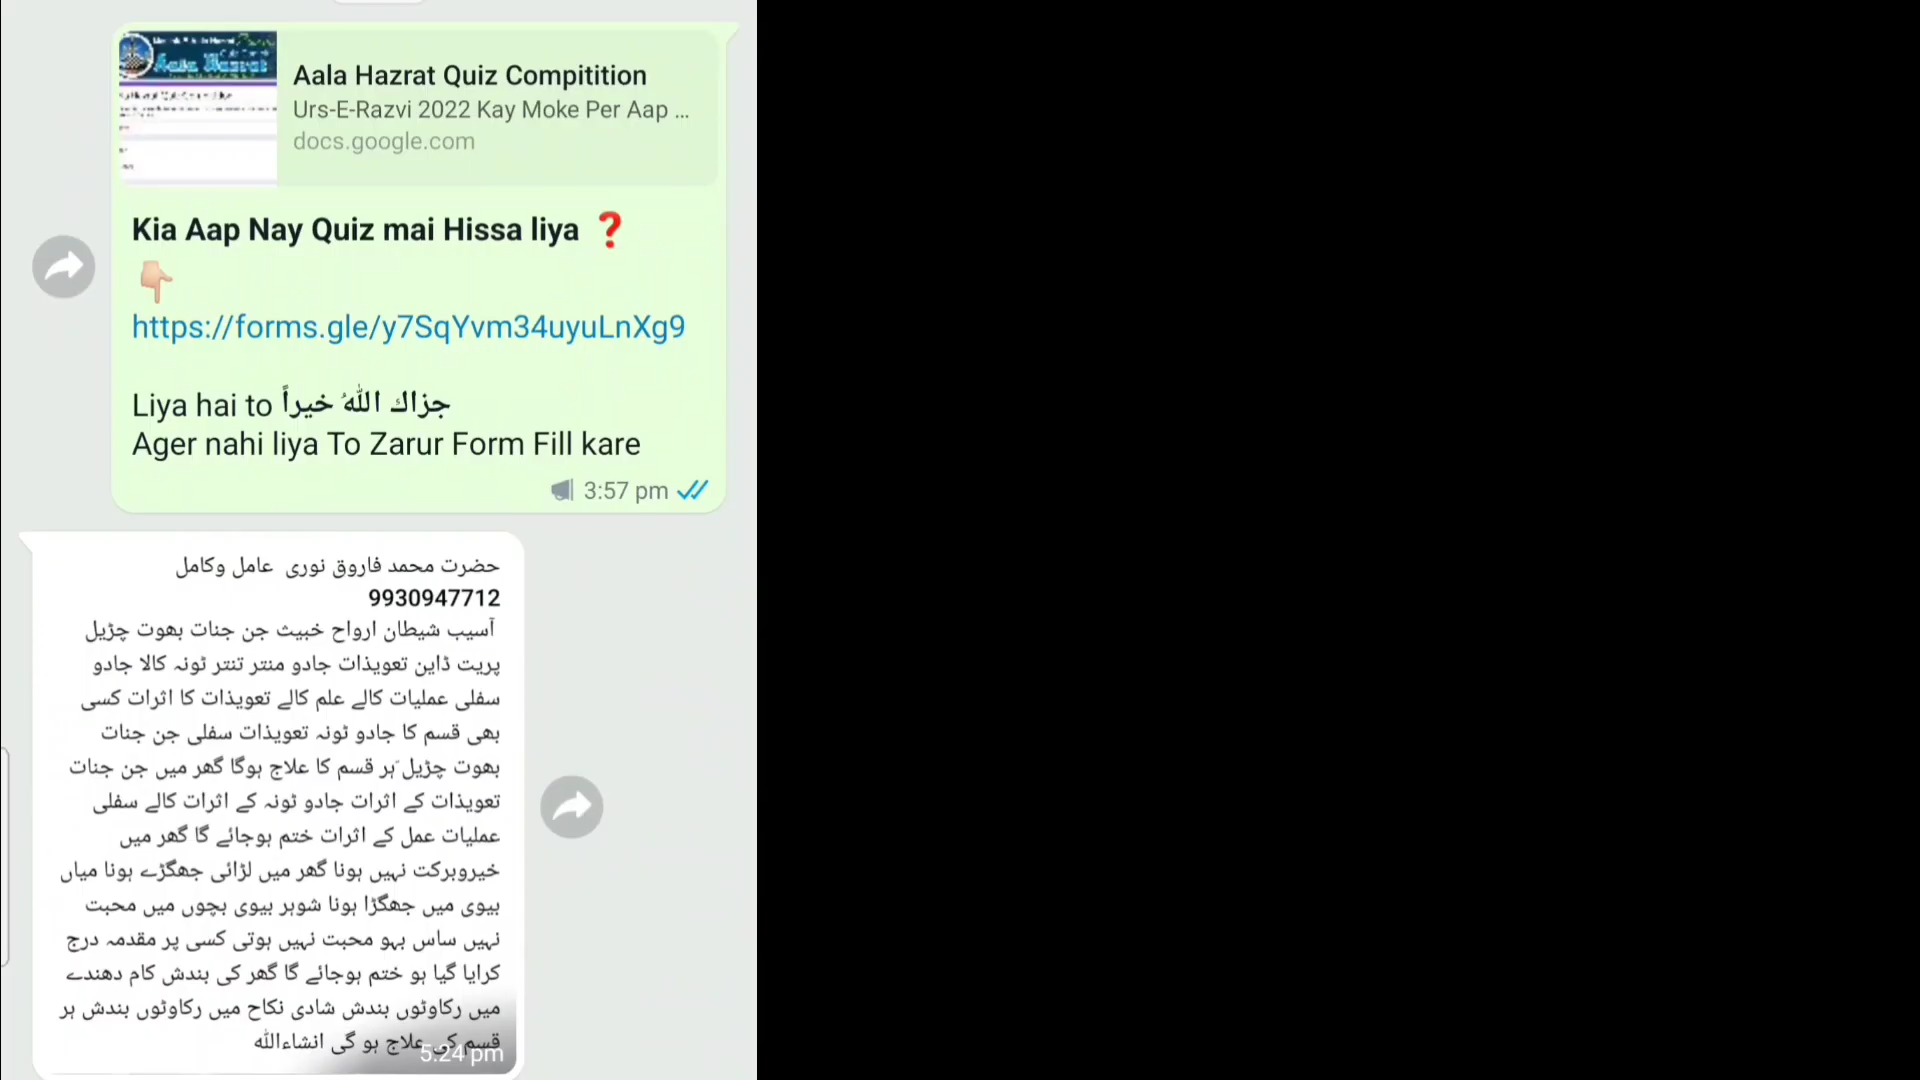 Aala Hazrat
Aala Hazrat Quiz Compitition
Urs-E-Razvi 2022 Kay Moke Per Aap ...
docs.google.com
Kia Aap Nay Quiz mai Hissa liya ❓
👇🏻
https://forms.gle/y7SqYvm34uyuLnXg9
Liya hai to جزاك اللهُ خيراً
Ager nahi liya To Zarur Form Fill kare
3:57 pm
حضرت محمد فاروق نوری عامل وکامل
9930947712
آسیب شیطان ارواح خبیث جن جنات بھوت چڑیل
پریت ڈاین تعویذات جادو منتر تنتر ٹونہ کالا جادو
سفلی عملیات کالے علم کالے تعویذات کا اثرات کسی
بھی قسم کا جادو ٹونہ تعویذات سفلی جن جنات
بھوت چڑیل َہر قسم کا علاج ہوگا گھر میں جن جنات
تعویذات کے اثرات جادو ٹونہ کے اثرات کالے سفلی
عملیات عمل کے اثرات ختم ہوجائے گا گھر میں
خیروبرکت نہیں ہونا گھر میں لڑائی جھگڑے ہونا میاں
بیوی میں جھگڑا ہونا شوہر بیوی بچوں میں محبت
نہیں ساس بہو محبت نہیں ہوتی کسی پر مقدمہ درج
کرایا گیا ہو ختم ہوجائے گا گھر کی بندش کام دھندے
میں رکاوٹوں بندش شادی نکاح میں رکاوٹوں بندش ہر
قسم کی علاج ہو گی انشاءاللہ
5:24 pm